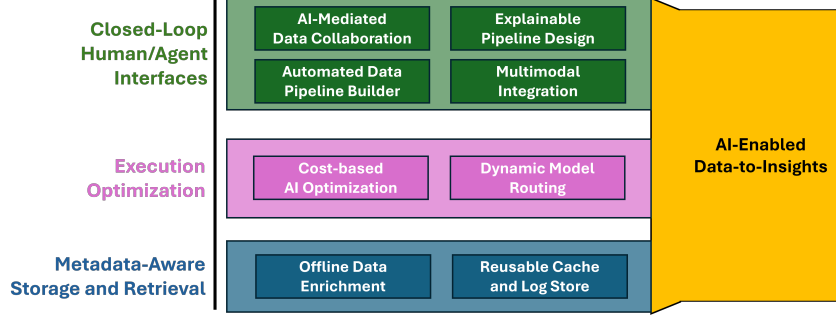 Closed-Loop
Human/Agent
Interfaces
AI-Mediated
Data Collaboration
Explainable
Pipeline Design
Automated Data
Pipeline Builder
Multimodal
Integration
Execution
Optimization
Cost-based
AI Optimization
Dynamic Model
Routing
Metadata-Aware
Storage and Retrieval
Offline Data
Enrichment
Reusable Cache
and Log Store
AI-Enabled
Data-to-Insights